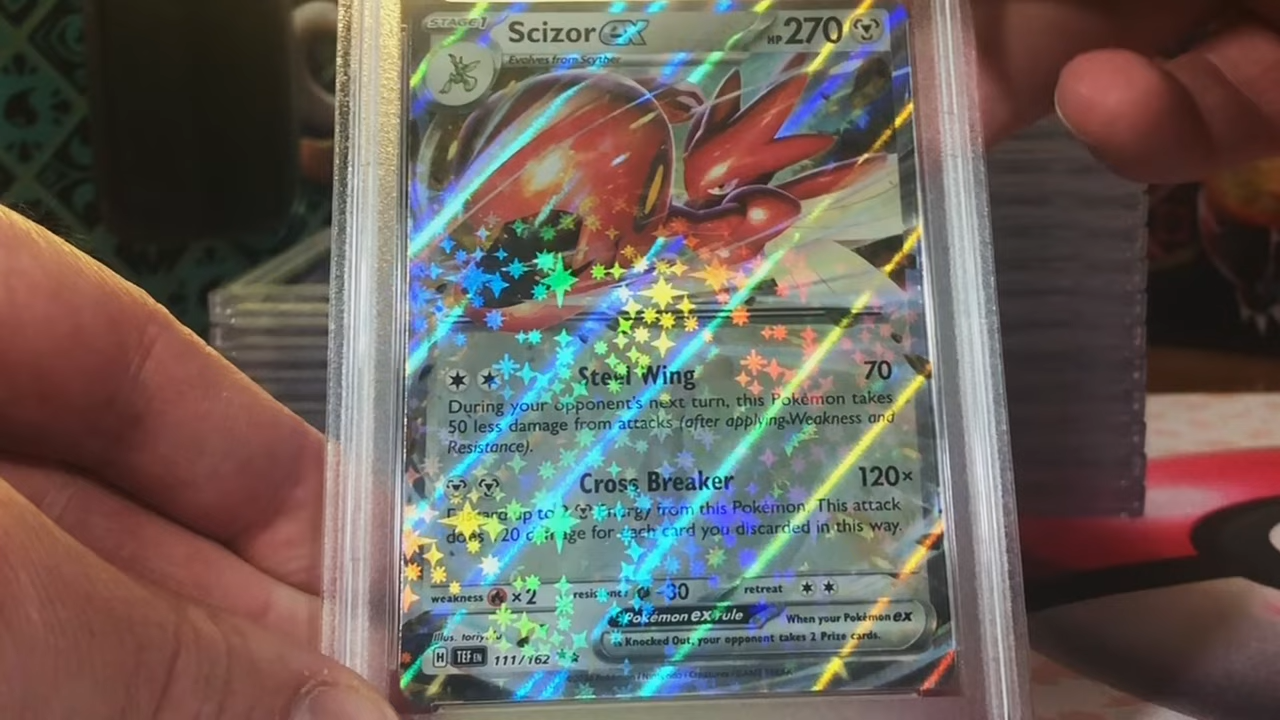 STAGE 1
Scizor ex
HP 270
Evolves from Scyther
Steel Wing 70
During your opponent's next turn, this Pokémon takes
50 less damage from attacks (after applying Weakness and
Resistance).
Cross Breaker 120×
Discard up to 2 Energy from this Pokémon. This attack
does 120 damage for each card you discarded in this way.
weakness ×2 resistance -30 retreat
Pokémon ex rule
When your Pokémon ex
Knocked Out, your opponent takes 2 Prize cards.
Illus. toriyufu
H TEF EN 111/162